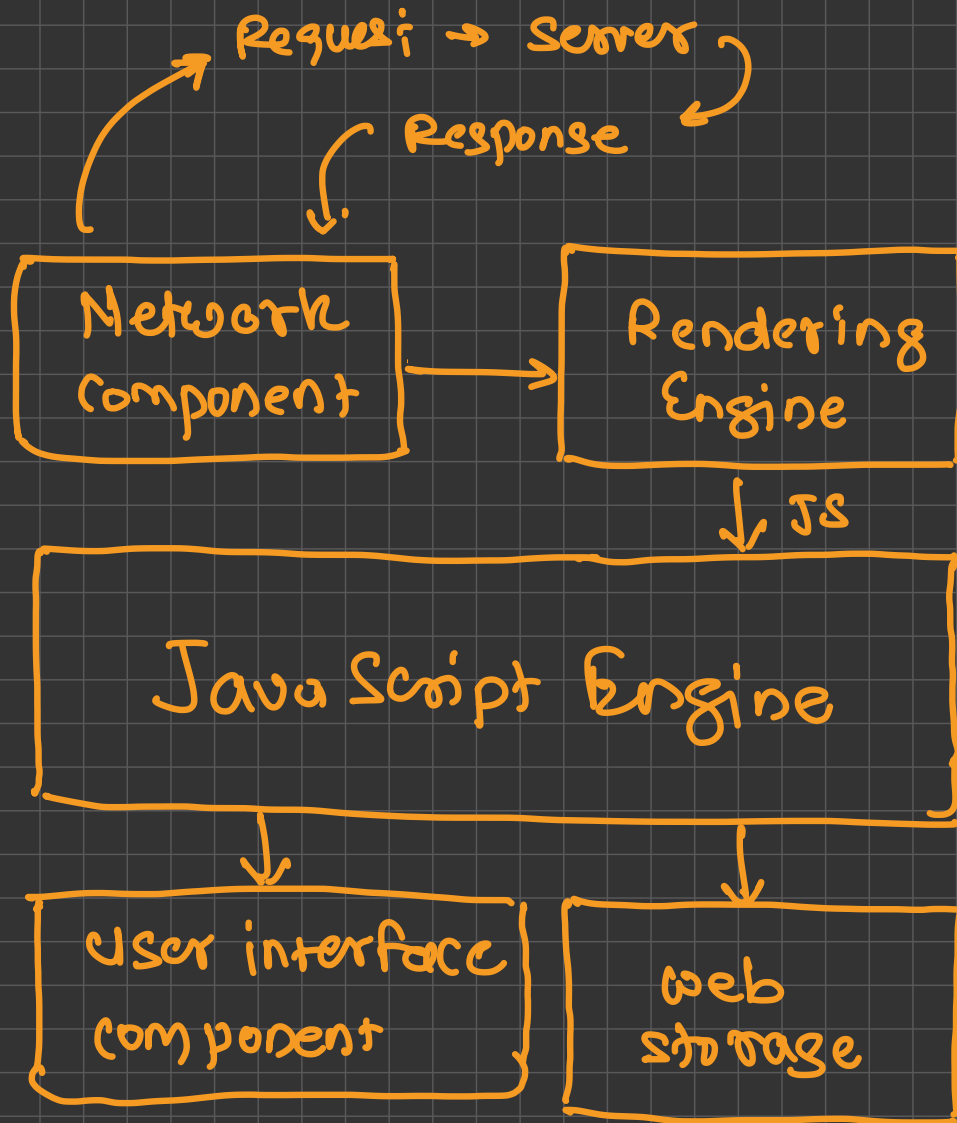 Request → Server
Response
Network
Component
Rendering
Engine
JS
JavaScript Engine
User interface
component
web
storage